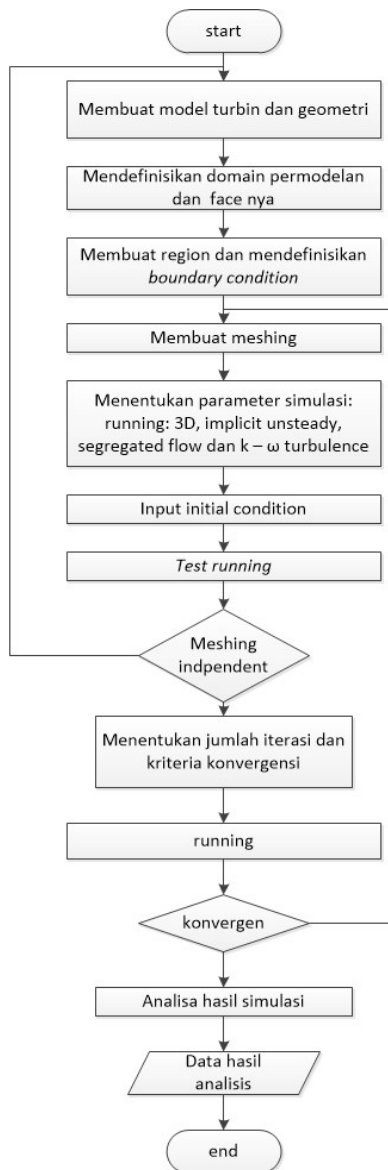 start
Membuat model turbin dan geometri
Mendefinisikan domain permodelan
dan face nya
Membuat region dan mendefinisikan
boundary condition
Membuat meshing
Menentukan parameter simulasi:
running: 3D, implicit unsteady,
segregated flow dan k – ω turbulence
Input initial condition
Test running
Meshing
indpendent
Menentukan jumlah iterasi dan
kriteria konvergensi
running
konvergen
Analisa hasil simulasi
Data hasil
analisis
end